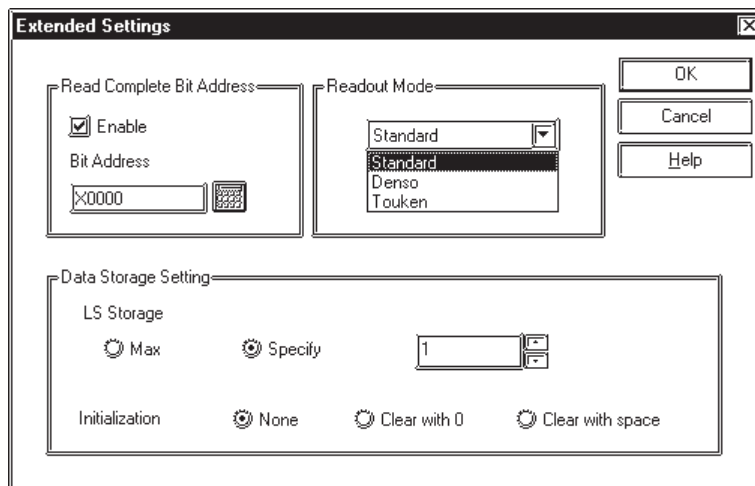 Extended Settings
Read Complete Bit Address
Enable
Bit Address
X0000
Readout Mode
Standard
Standard
Denso
Touken
OK
Cancel
Help
Data Storage Setting
LS Storage
Max
Specify
1
Initialization
None
Clear with 0
Clear with space